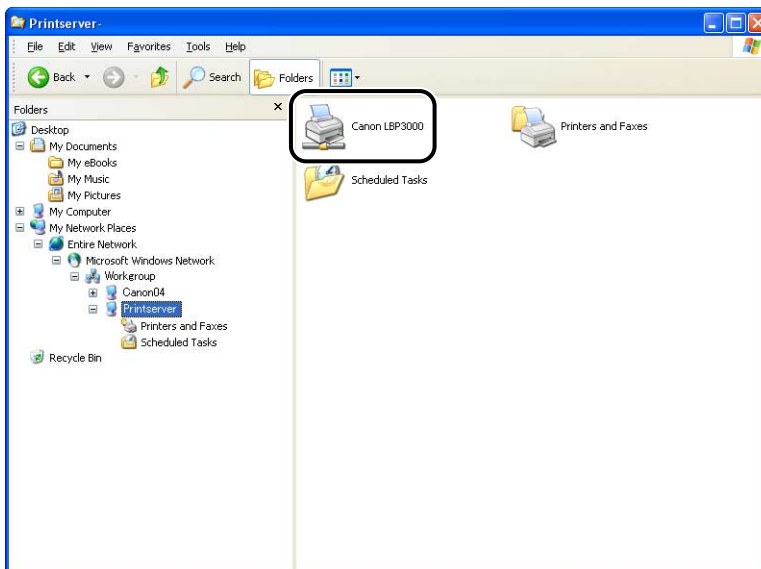 Printserver-
File Edit View Favorites Tools Help
Back Search Folders
Folders
Desktop
My Documents
My eBooks
My Music
My Pictures
My Computer
My Network Places
Entire Network
Microsoft Windows Network
Workgroup
Canon04
Printserver
Printers and Faxes
Scheduled Tasks
Recycle Bin
Canon LBP3000
Printers and Faxes
Scheduled Tasks